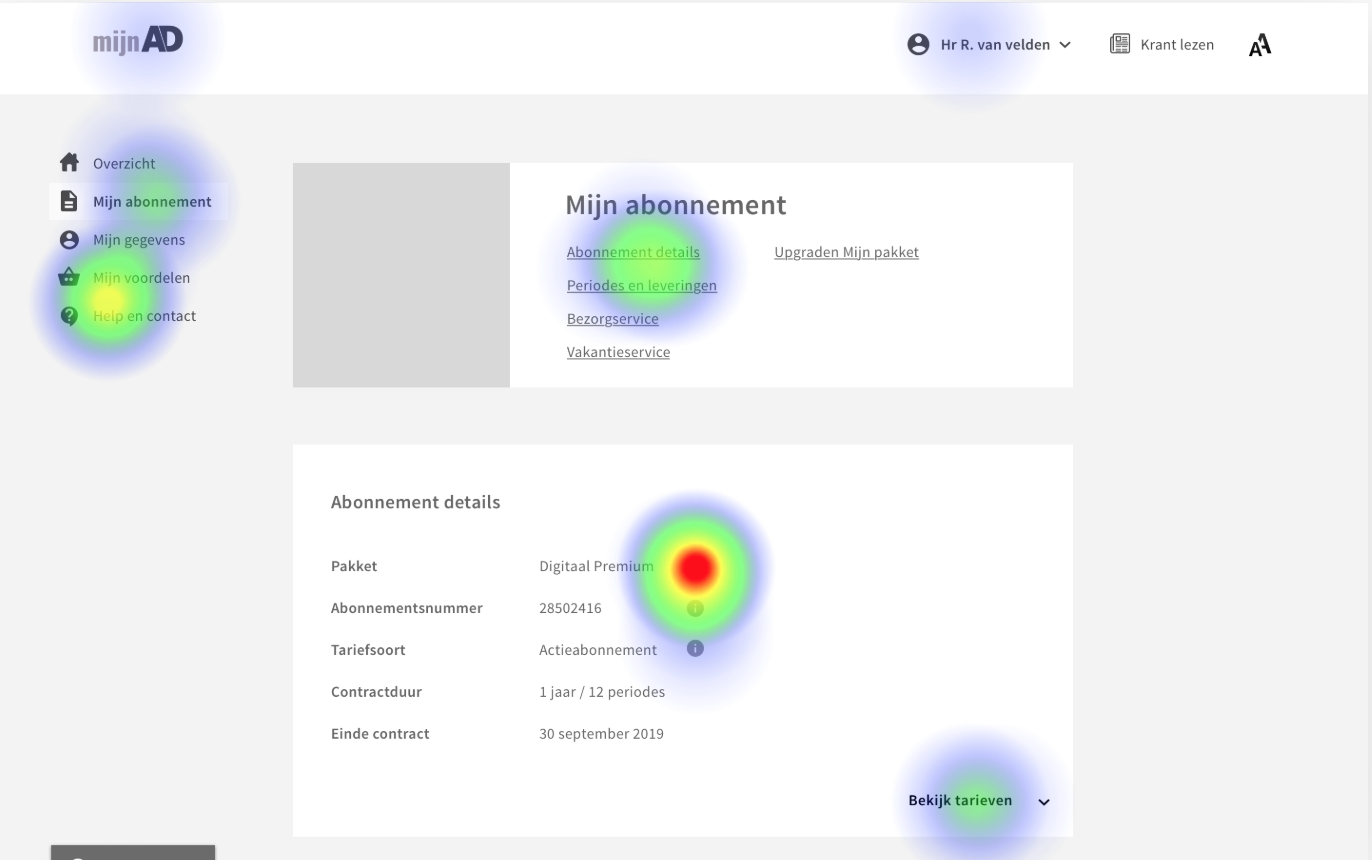 mijn AD
Hr R. van velden
Krant lezen
Overzicht
Mijn abonnement
Mijn gegevens
Mijn voordelen
Help en contact
Mijn abonnement
Abonnement details
Upgraden Mijn pakket
Periodes en leveringen
Bezorgservice
Vakantieservice
Abonnement details
Pakket Digitaal Premium
Abonnementsnummer 28502416
Tariefsoort Actieabonnement
Contractduur 1 jaar / 12 periodes
Einde contract 30 september 2019
Bekijk tarieven